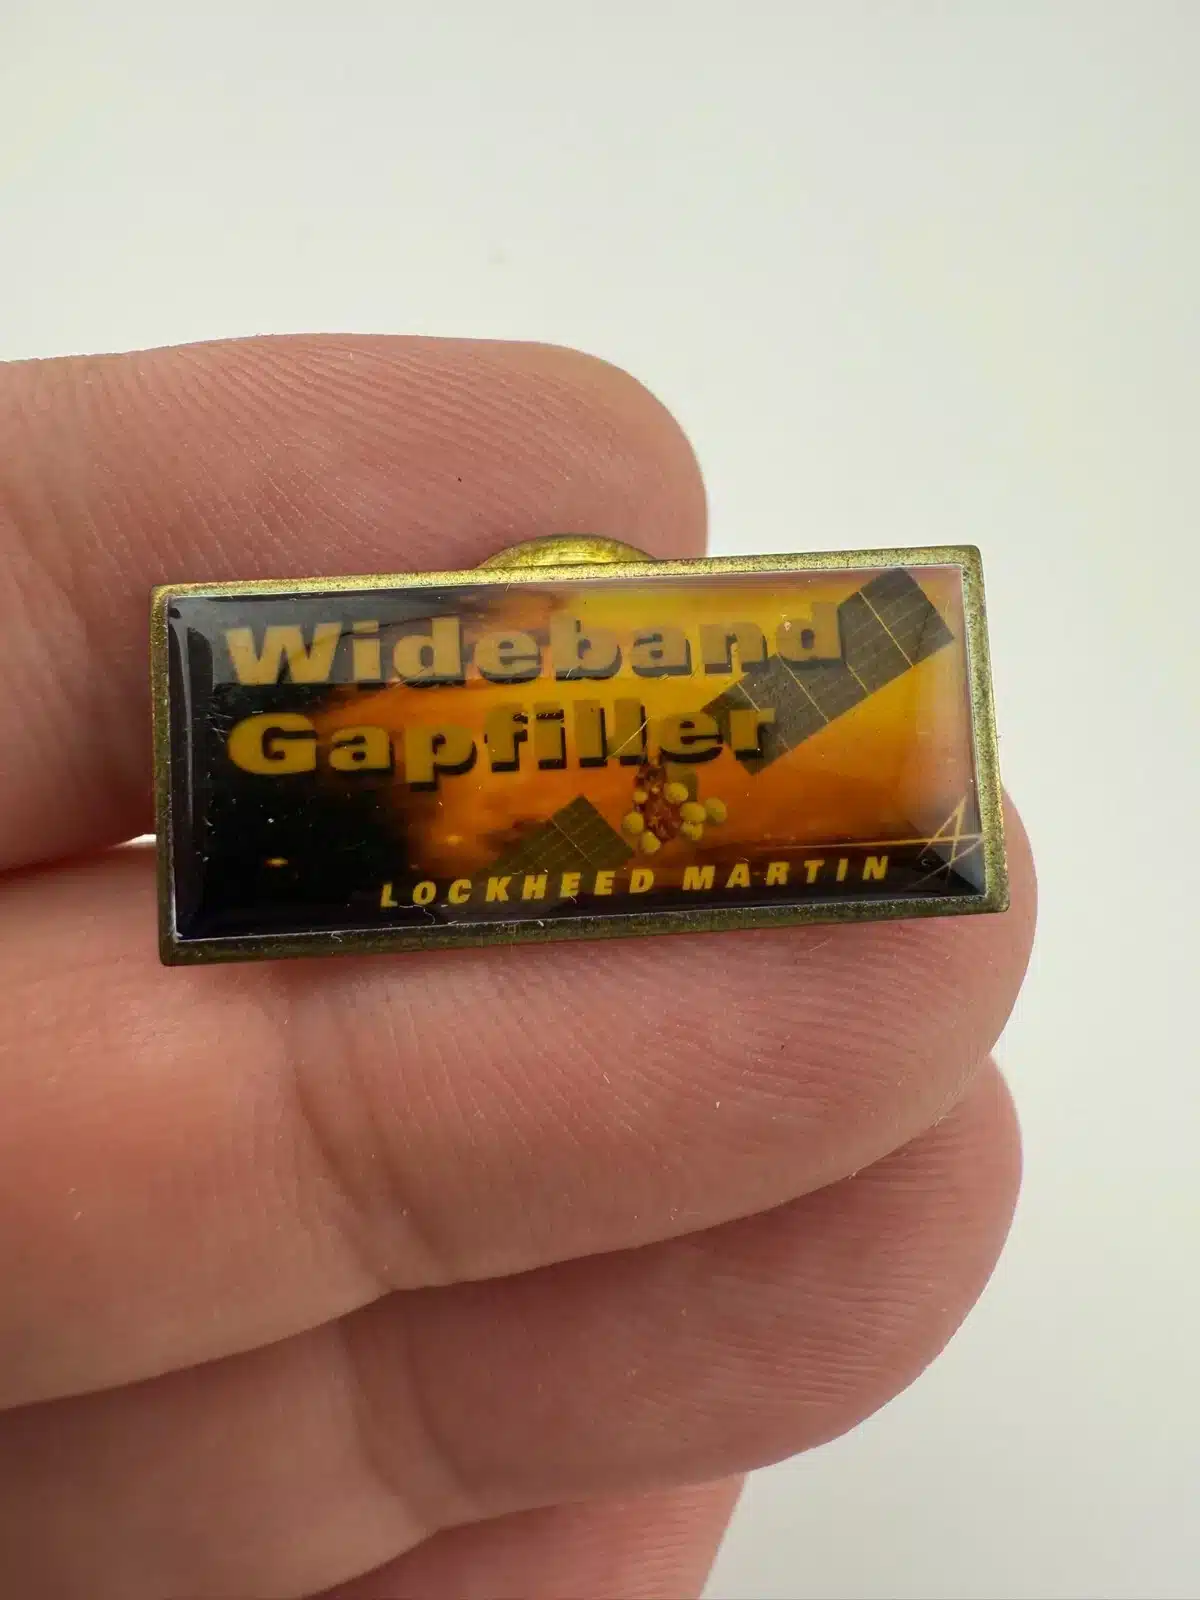 Wideband
Gapfiller
LOCKHEED MARTIN